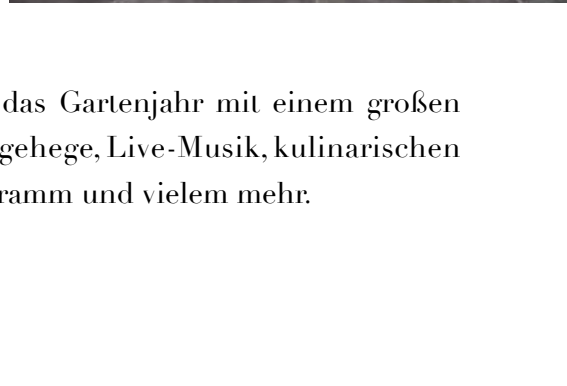 das Gartenjahr mit einem großen
gehege, Live-Musik, kulinarischen
ramm und vielem mehr.